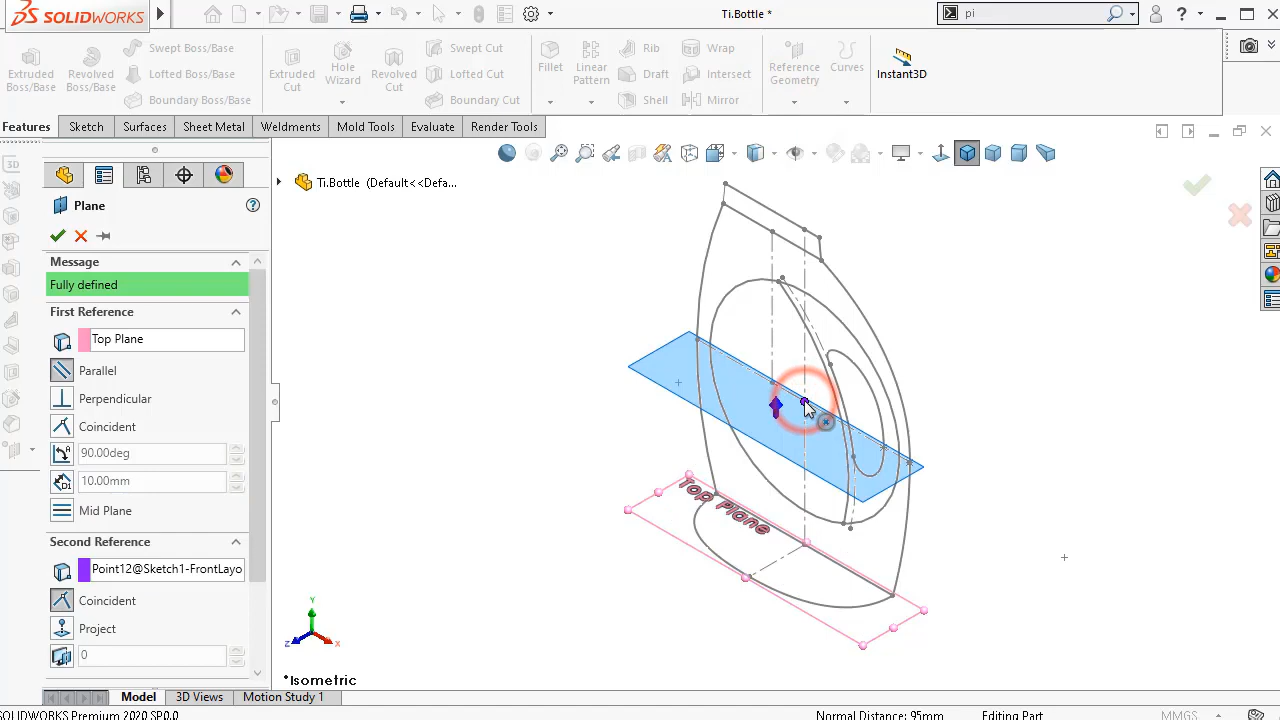 SOLIDWORKS
Ti.Bottle *
pi
?
Extruded Boss/Base
Revolved Boss/Base
Swept Boss/Base
Lofted Boss/Base
Boundary Boss/Base
Extruded Cut
Hole Wizard
Revolved Cut
Swept Cut
Lofted Cut
Boundary Cut
Fillet
Linear Pattern
Rib
Draft
Shell
Wrap
Intersect
Mirror
Reference Geometry
Curves
Instant3D
Features
Sketch
Surfaces
Sheet Metal
Weldments
Mold Tools
Evaluate
Render Tools
3D
Ti.Bottle (Default<<Defa...
Plane
Message
Fully defined
First Reference
Top Plane
Parallel
Perpendicular
Coincident
90.00deg
10.00mm
Mid Plane
Second Reference
Point12@Sketch1-FrontLayo
Coincident
Project
0
Top Plane
Y
Z
X
*Isometric
Model
3D Views
Motion Study 1
SOLIDWORKS Premium 2020 SP0.0
Normal Distance: 95mm
Editing Part
MMGS